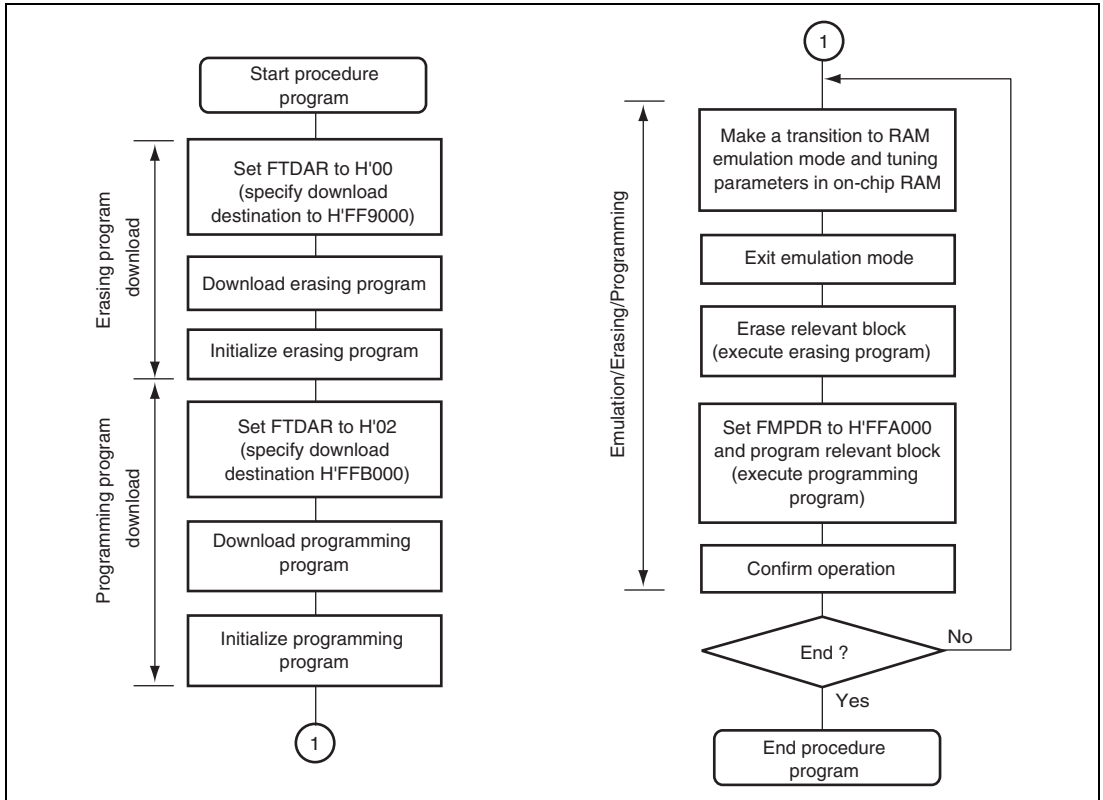 Start procedure
program
Erasing program
download
Set FTDAR to H'00
(specify download
destination to H'FF9000)
Download erasing program
Initialize erasing program
Programming program
download
Set FTDAR to H'02
(specify download
destination H'FFB000)
Download programming
program
Initialize programming
program
1
1
Emulation/Erasing/Programming
Make a transition to RAM
emulation mode and tuning
parameters in on-chip RAM
Exit emulation mode
Erase relevant block
(execute erasing program)
Set FMPDR to H'FFA000
and program relevant block
(execute programming
program)
Confirm operation
End ?
No
Yes
End procedure
program